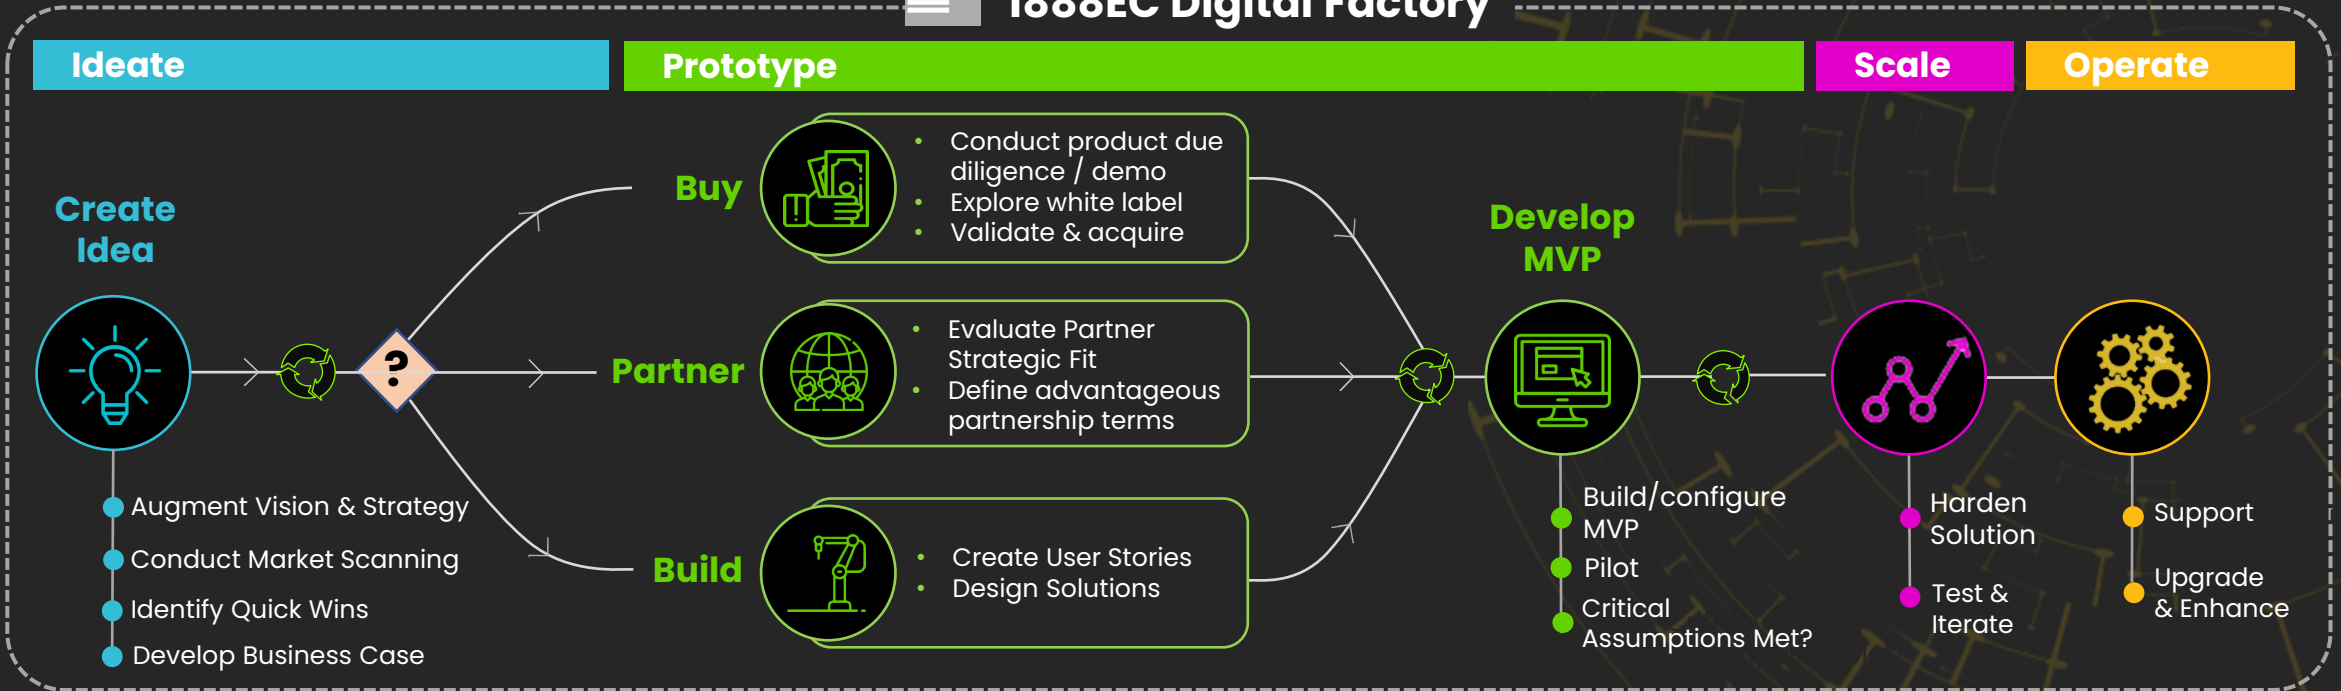 1888EC Digital Factory
Ideate
Prototype
Scale
Operate
Create
Idea
Augment Vision & Strategy
Conduct Market Scanning
Identify Quick Wins
Develop Business Case
?
Buy
• Conduct product due
diligence / demo
• Explore white label
• Validate & acquire
Partner
• Evaluate Partner
Strategic Fit
• Define advantageous
partnership terms
Build
• Create User Stories
• Design Solutions
Develop
MVP
Build/configure
MVP
Pilot
Critical
Assumptions Met?
Harden
Solution
Test &
Iterate
Support
Upgrade
& Enhance